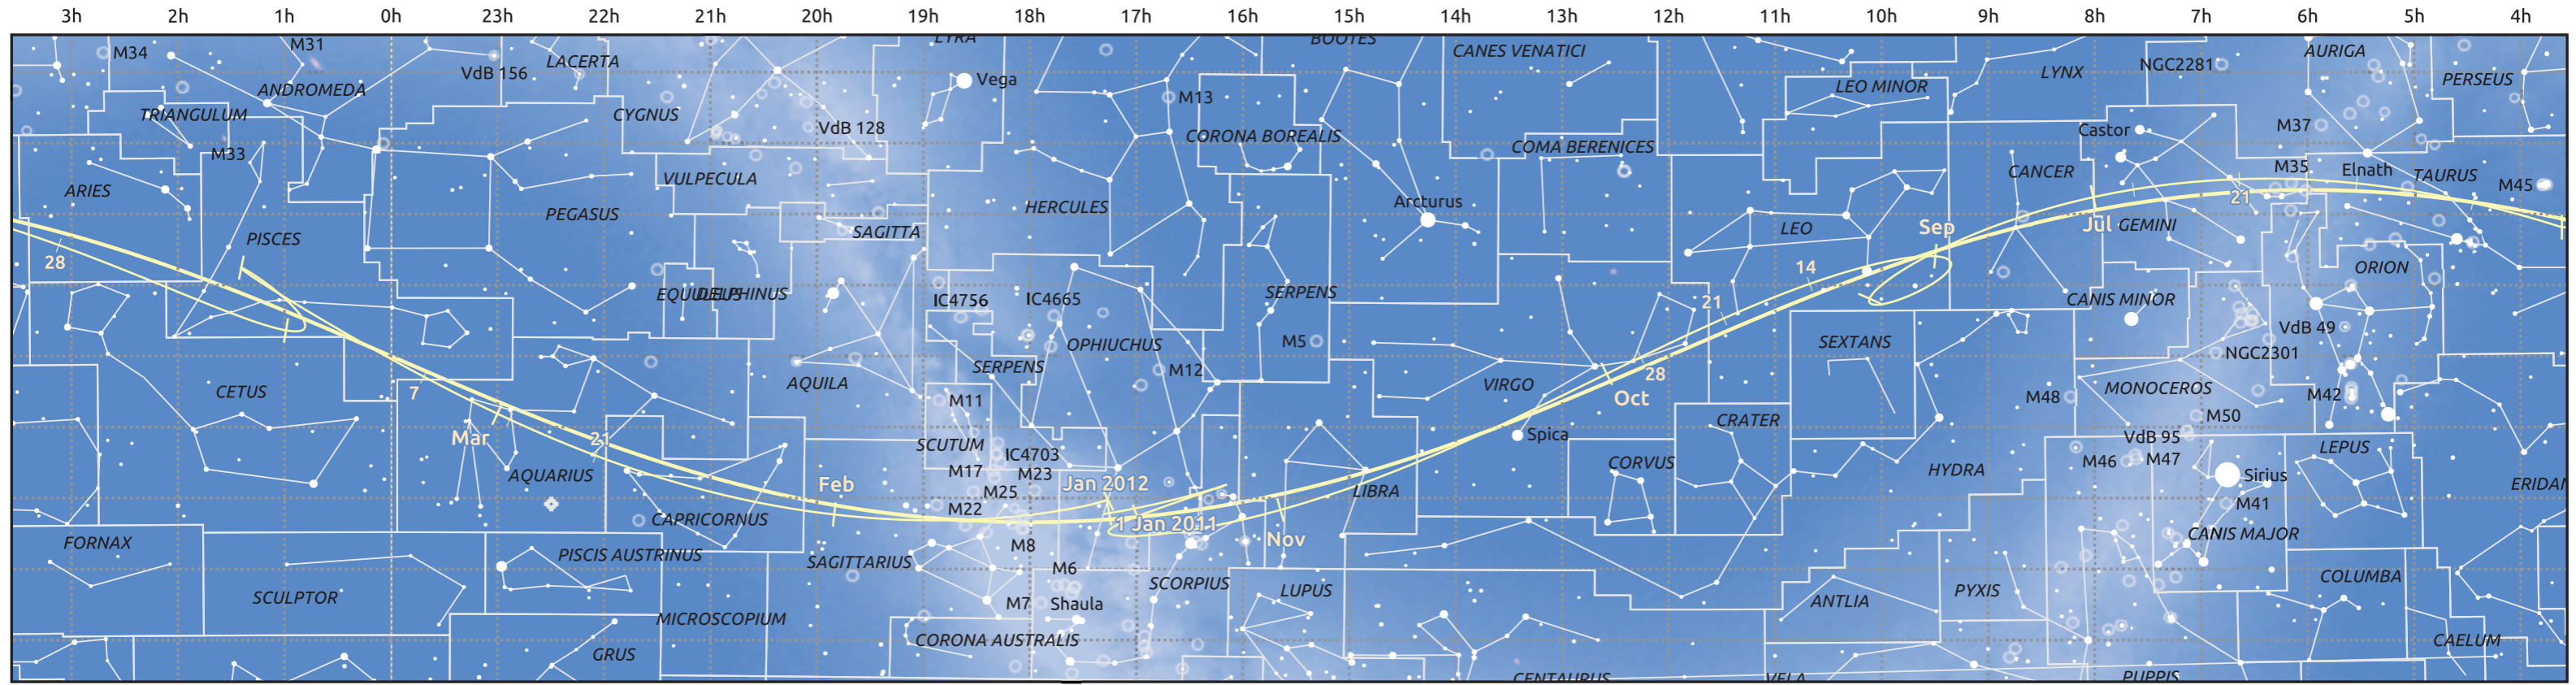 3h 2h 1h 0h 23h 22h 21h 20h 19h 18h 17h 16h 15h 14h 13h 12h 11h 10h 9h 8h 7h 6h 5h 4h
M34 M31 LACERTA LYRA BOOTES CANES VENATICI AURIGA
VdB 156 Vega LYNX NGC2281 PERSEUS
ANDROMEDA M13 LEO MINOR
TRIANGULUM CYGNUS VdB 128 CORONA BOREALIS Castor M37
M33 COMA BERENICES
ARIES VULPECULA CANCER M35 Elnath TAURUS M45
PEGASUS HERCULES Arcturus 21
PISCES SAGITTA LEO Sep Jul GEMINI
28 14 ORION
EQUULEUS DELPHINUS IC4756 IC4665 SERPENS 21 CANIS MINOR
OPHIUCHUS M5 SEXTANS VdB 49
SERPENS M12 NGC2301
CETUS 7 AQUILA VIRGO 28 MONOCEROS
M11 Oct M48 M42
Mar 21 SCUTUM Spica CRATER M50
IC4703 VdB 95 LEPUS
AQUARIUS M17 M23 CORVUS HYDRA M46 M47 Sirius
Feb M25 Jan 2012 LIBRA ERIDAN
CAPRICORNUS M22 1 Jan 2011 M41
FORNAX PISCIS AUSTRINUS M8 Nov CANIS MAJOR
SAGITTARIUS M6 SCORPIUS COLUMBA
SCULPTOR M7 Shaula LUPUS ANTLIA PYXIS
MICROSCOPIUM CORONA AUSTRALIS CAELUM
GRUS CENTAURUS VELA PUPPIS